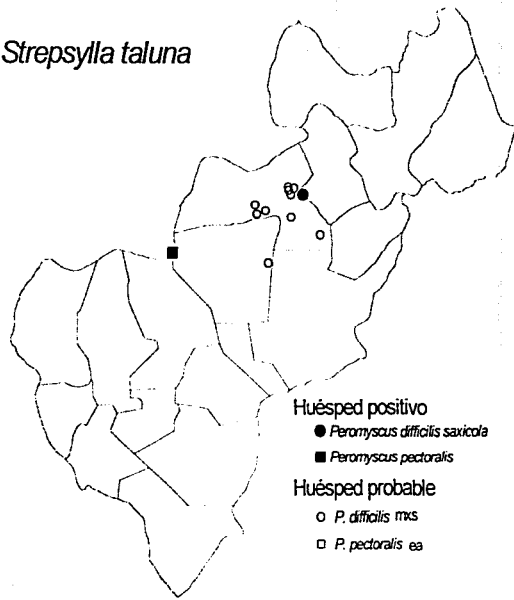 Strepsylla taluna
Huésped positivo
● Peromyscus difficilis saxicola
■ Peromyscus pectoralis
Huésped probable
○ P. difficilis mxs
□ P. pectoralis ea